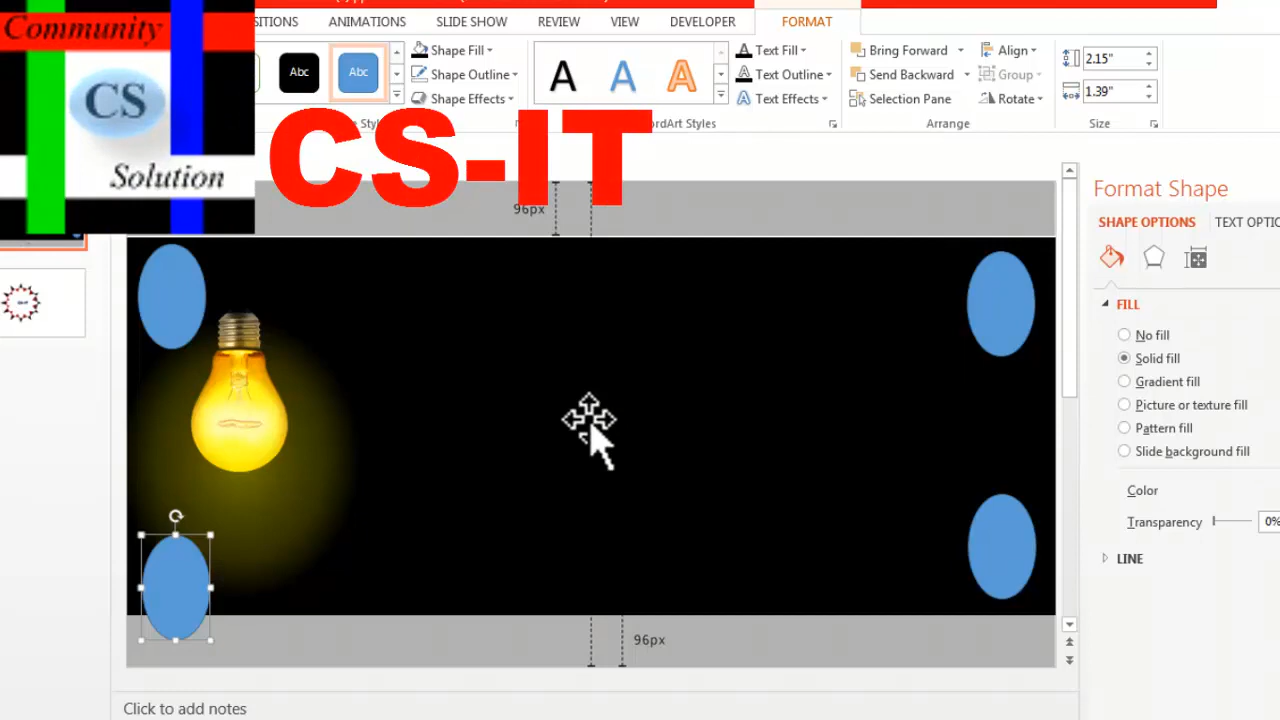 Community
CS
Solution
CS-IT
ANIMATIONS
SLIDE SHOW
REVIEW
VIEW
DEVELOPER
FORMAT
Abc
Abc
Shape Fill
Shape Outline
Shape Effects
A A A
Text Fill
Text Outline
Text Effects
Bring Forward
Send Backward
Selection Pane
Align
Group
Rotate
2.15"
1.39"
Arrange
Size
96px
96px
Format Shape
SHAPE OPTIONS
FILL
No fill
Solid fill
Gradient fill
Picture or texture fill
Pattern fill
Slide background fill
Color
Transparency
0%
LINE
Click to add notes